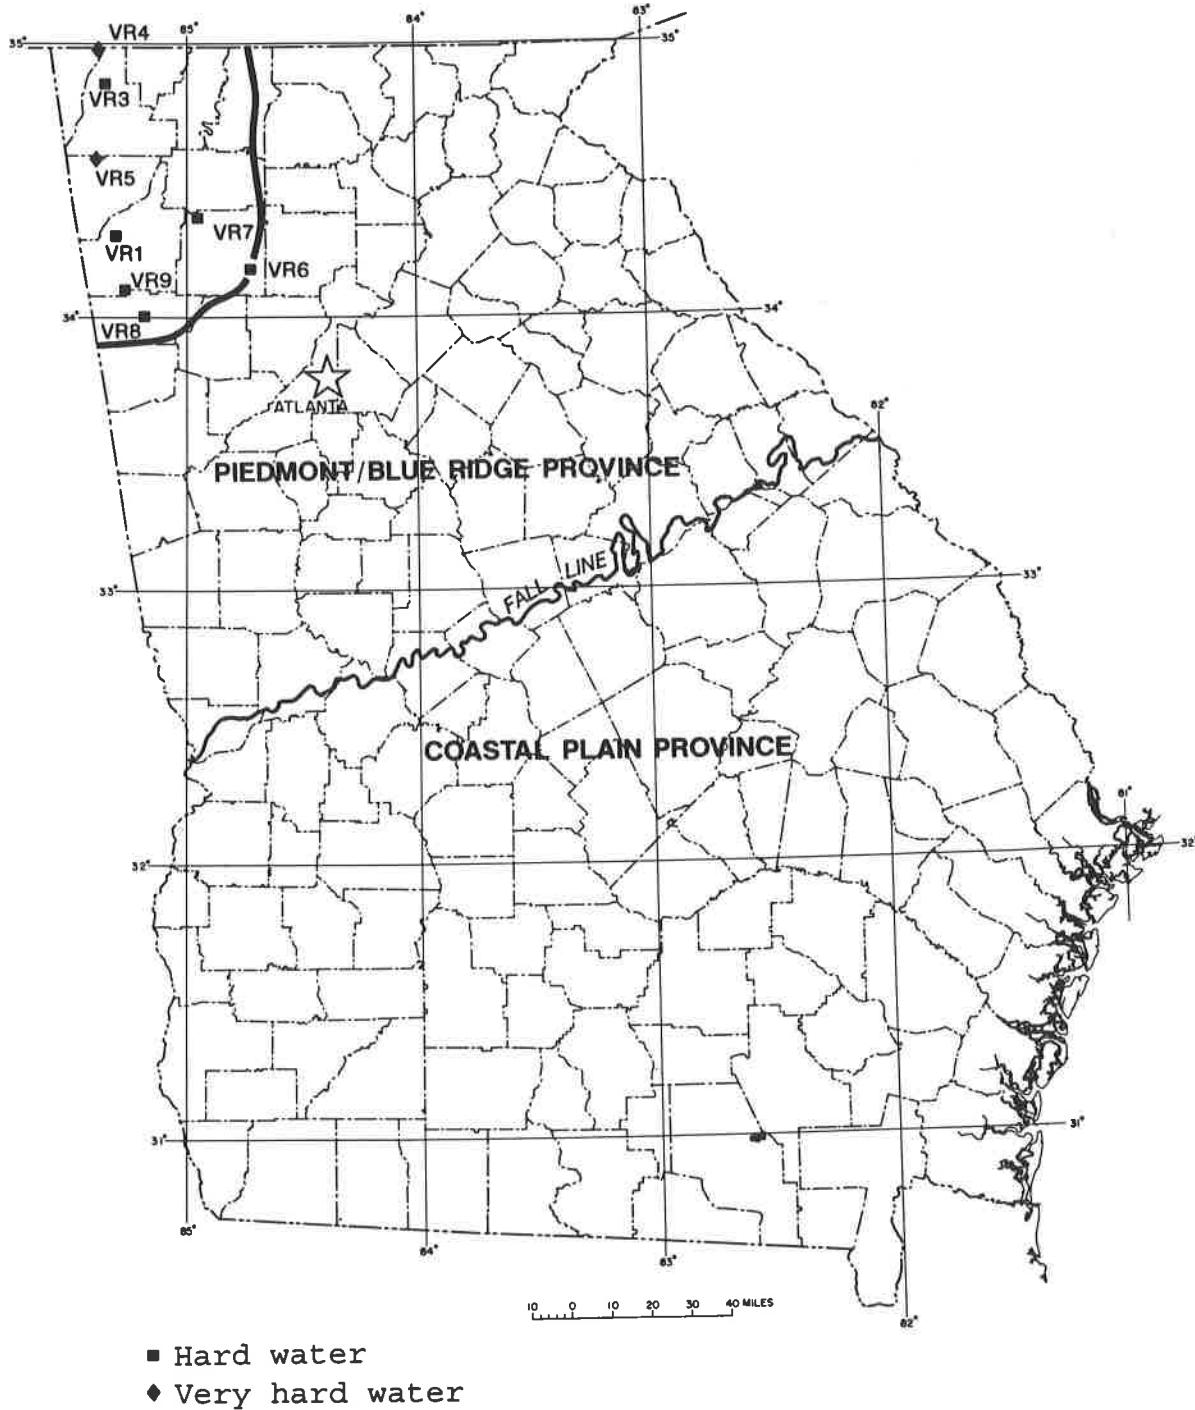 85°
84°
83°
35°
VR4
35°
VR3
VR5
VR7
VR1
VR6
VR9
34°
34°
VR8
ATLANTA
82°
PIEDMONT/BLUE RIDGE PROVINCE
FALL LINE
33°
33°
COASTAL PLAIN PROVINCE
81°
32°
32°
31°
31°
85°
84°
83°
82°
10 0 10 20 30 40 MILES
Hard water
Very hard water